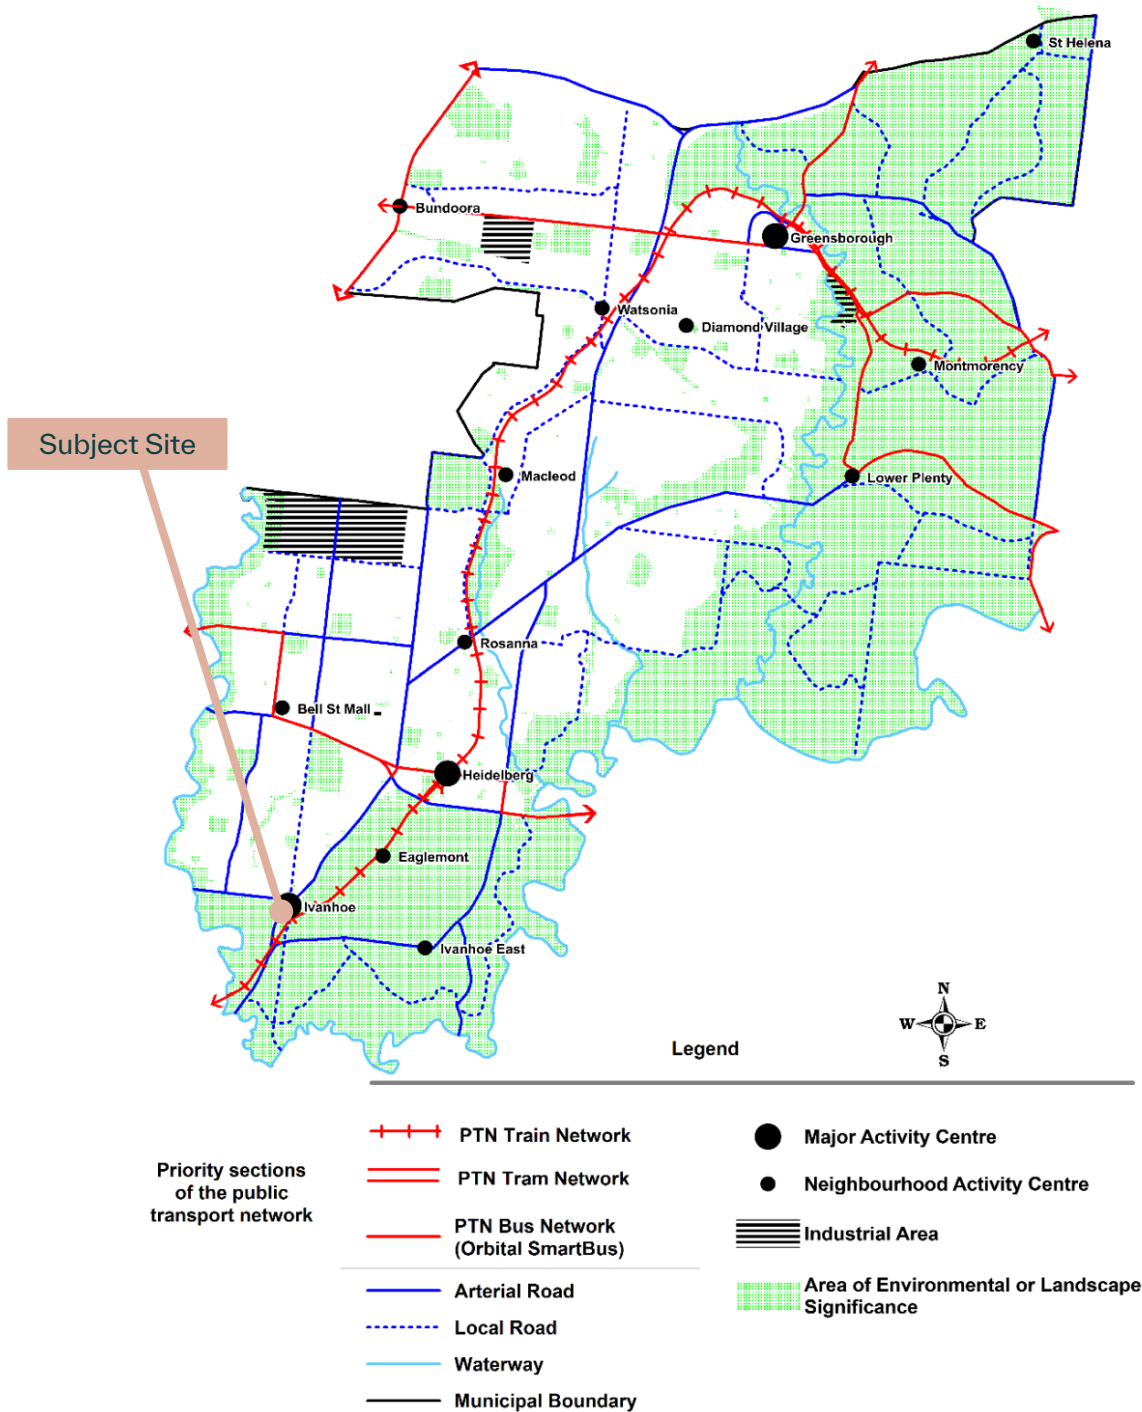 St Helena
Bundoora
Greensborough
Watsonia
Diamond Village
Montmorency
Subject Site
Macleod
Lower Plenty
Rosanna
Bell St Mall
Heidelberg
Eaglemont
Ivanhoe
Ivanhoe East
N
W
E
S
Legend
Priority sections
of the public
transport network
PTN Train Network
PTN Tram Network
PTN Bus Network
(Orbital SmartBus)
Arterial Road
Local Road
Waterway
Municipal Boundary
Major Activity Centre
Neighbourhood Activity Centre
Industrial Area
Area of Environmental or Landscape
Significance